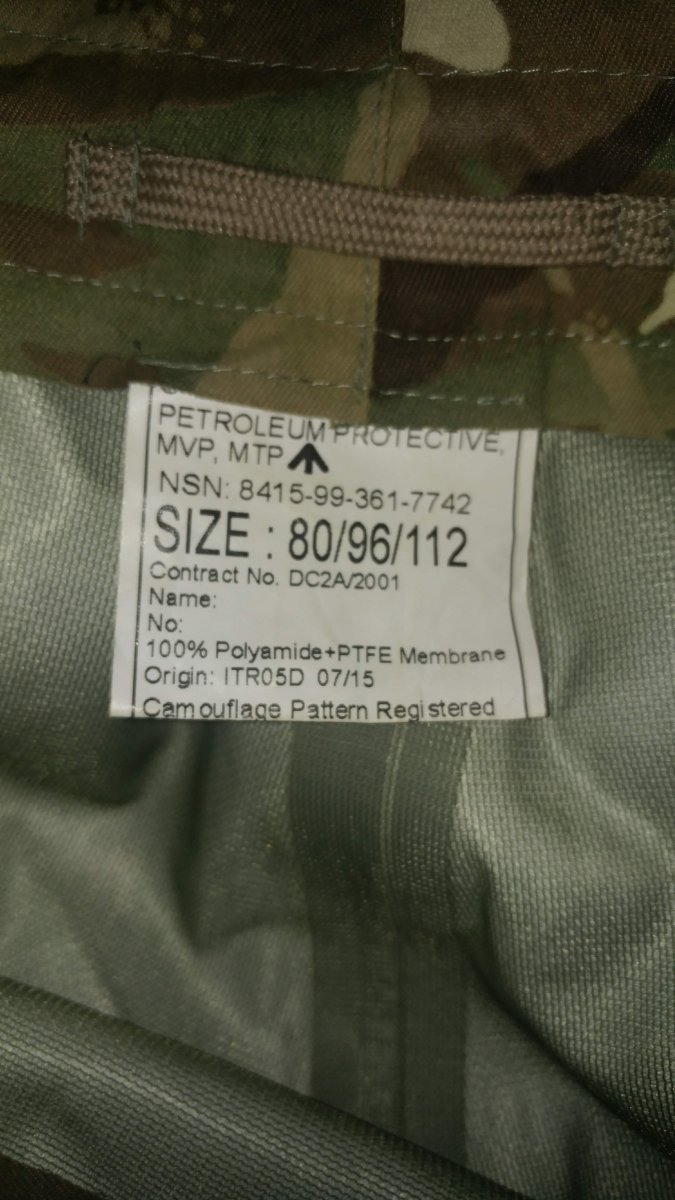 PETROLEUM PROTECTIVE,
MVP, MTP
NSN: 8415-99-361-7742
SIZE : 80/96/112
Contract No. DC2A/2001
Name:
No:
100% Polyamide+PTFE Membrane
Origin: ITR05D 07/15
Camouflage Pattern Registered